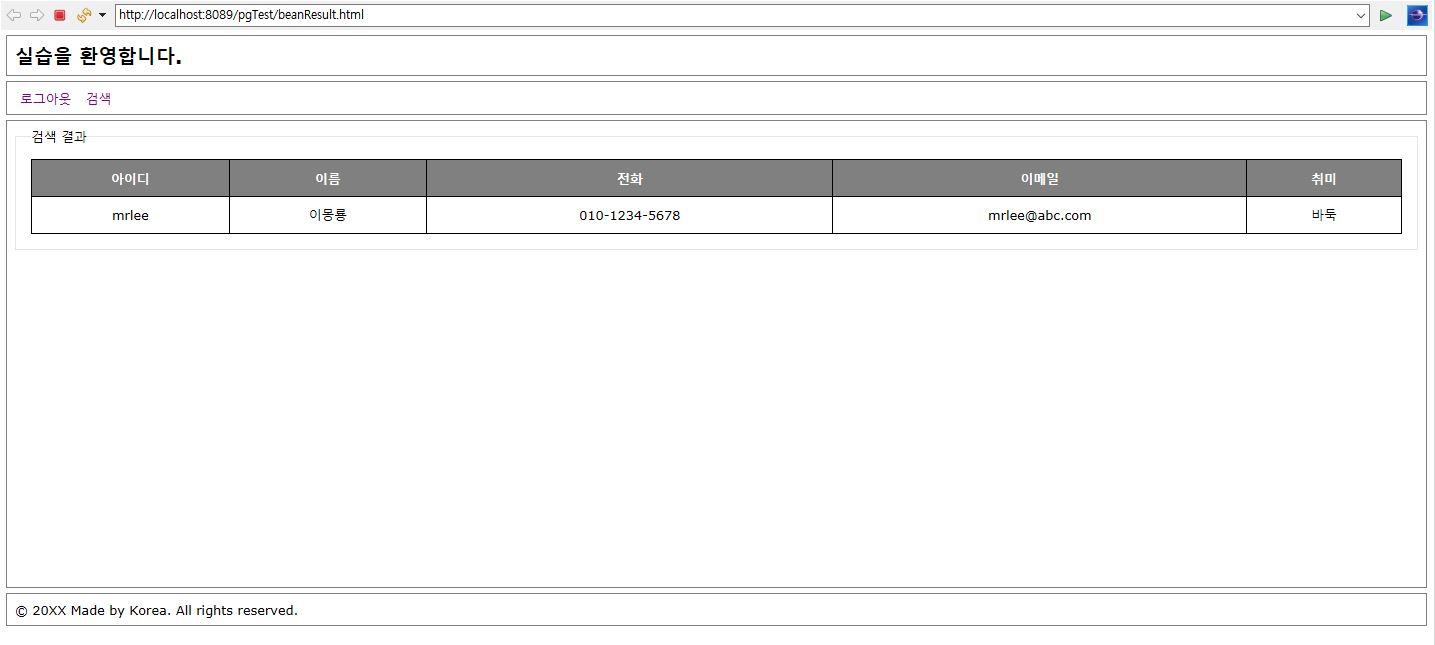 http://localhost:8089/pgTest/beanResult.html
실습을 환영합니다.
로그아웃 검색
검색 결과
아이디 이름 전화 이메일 취미
mrlee 이몽룡 010-1234-5678 mrlee@abc.com 바둑
© 20XX Made by Korea. All rights reserved.